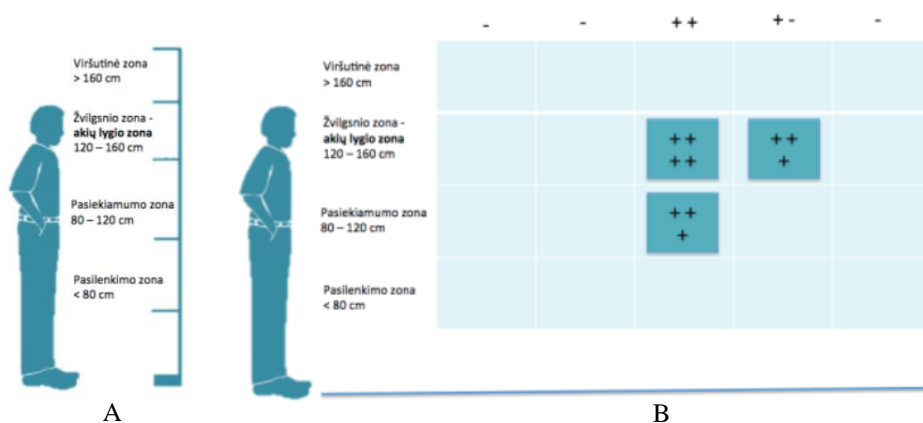 Viršutinė zona
> 160 cm
Žvilgsnio zona -
akių lygio zona
120 – 160 cm
Pasiekiamumo zona
80 – 120 cm
Pasilenkimo zona
< 80 cm
A
- - ++ +- -
Viršutinė zona
> 160 cm
Žvilgsnio zona -
akių lygio zona
120 – 160 cm
++ ++
++ +
Pasiekiamumo zona
80 – 120 cm
++
+
Pasilenkimo zona
< 80 cm
B